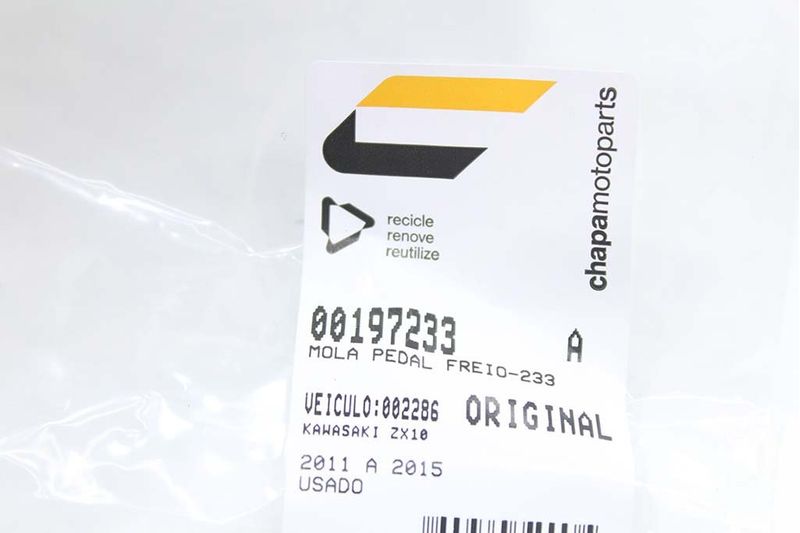 chapamotoparts
recicle
renove
reutilize
00197233 A
MOLA PEDAL FREIO-233
VEICULO:002286 ORIGINAL
KAWASAKI ZX10
2011 A 2015
USADO